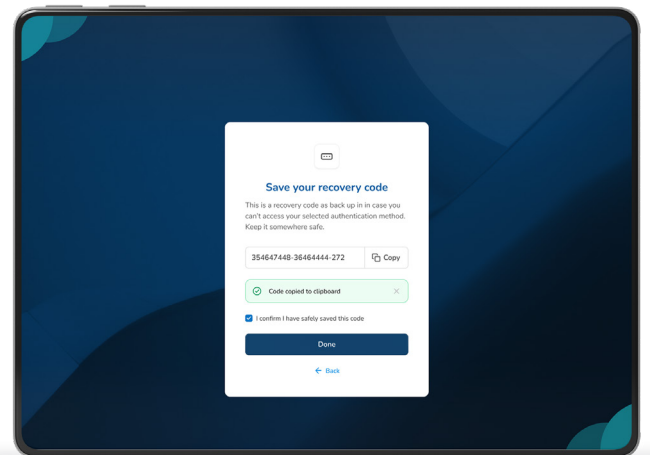 Save your recovery code
This is a recovery code as back up in in case you
can't access your selected authentication method.
Keep it somewhere safe.
354647448-36464444-272
Copy
Code copied to clipboard
I confirm I have safely saved this code
Done
Back